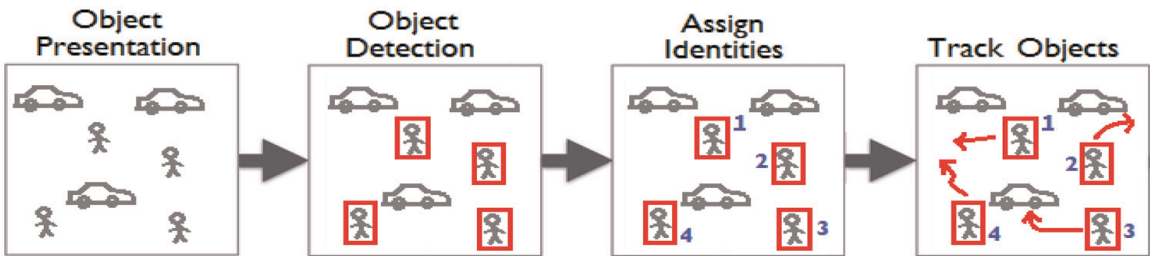 Object
Presentation
Object
Detection
Assign
Identities
Track Objects
1
2
3
4
1
2
3
4